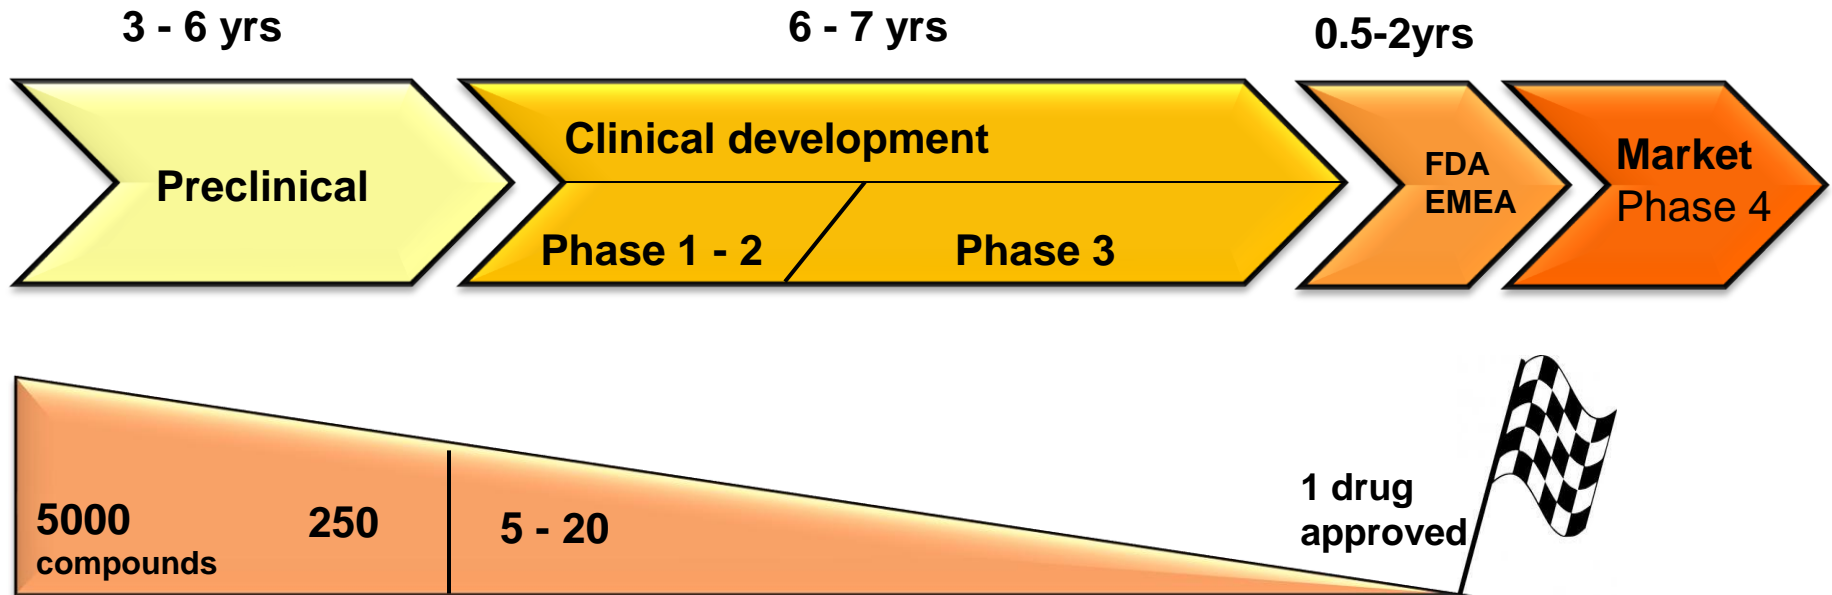 3 - 6 yrs
6 - 7 yrs
0.5-2yrs
Preclinical
Clinical development
Phase 1 - 2
Phase 3
FDA
EMEA
Market
Phase 4
5000
compounds
250
5 - 20
1 drug
approved